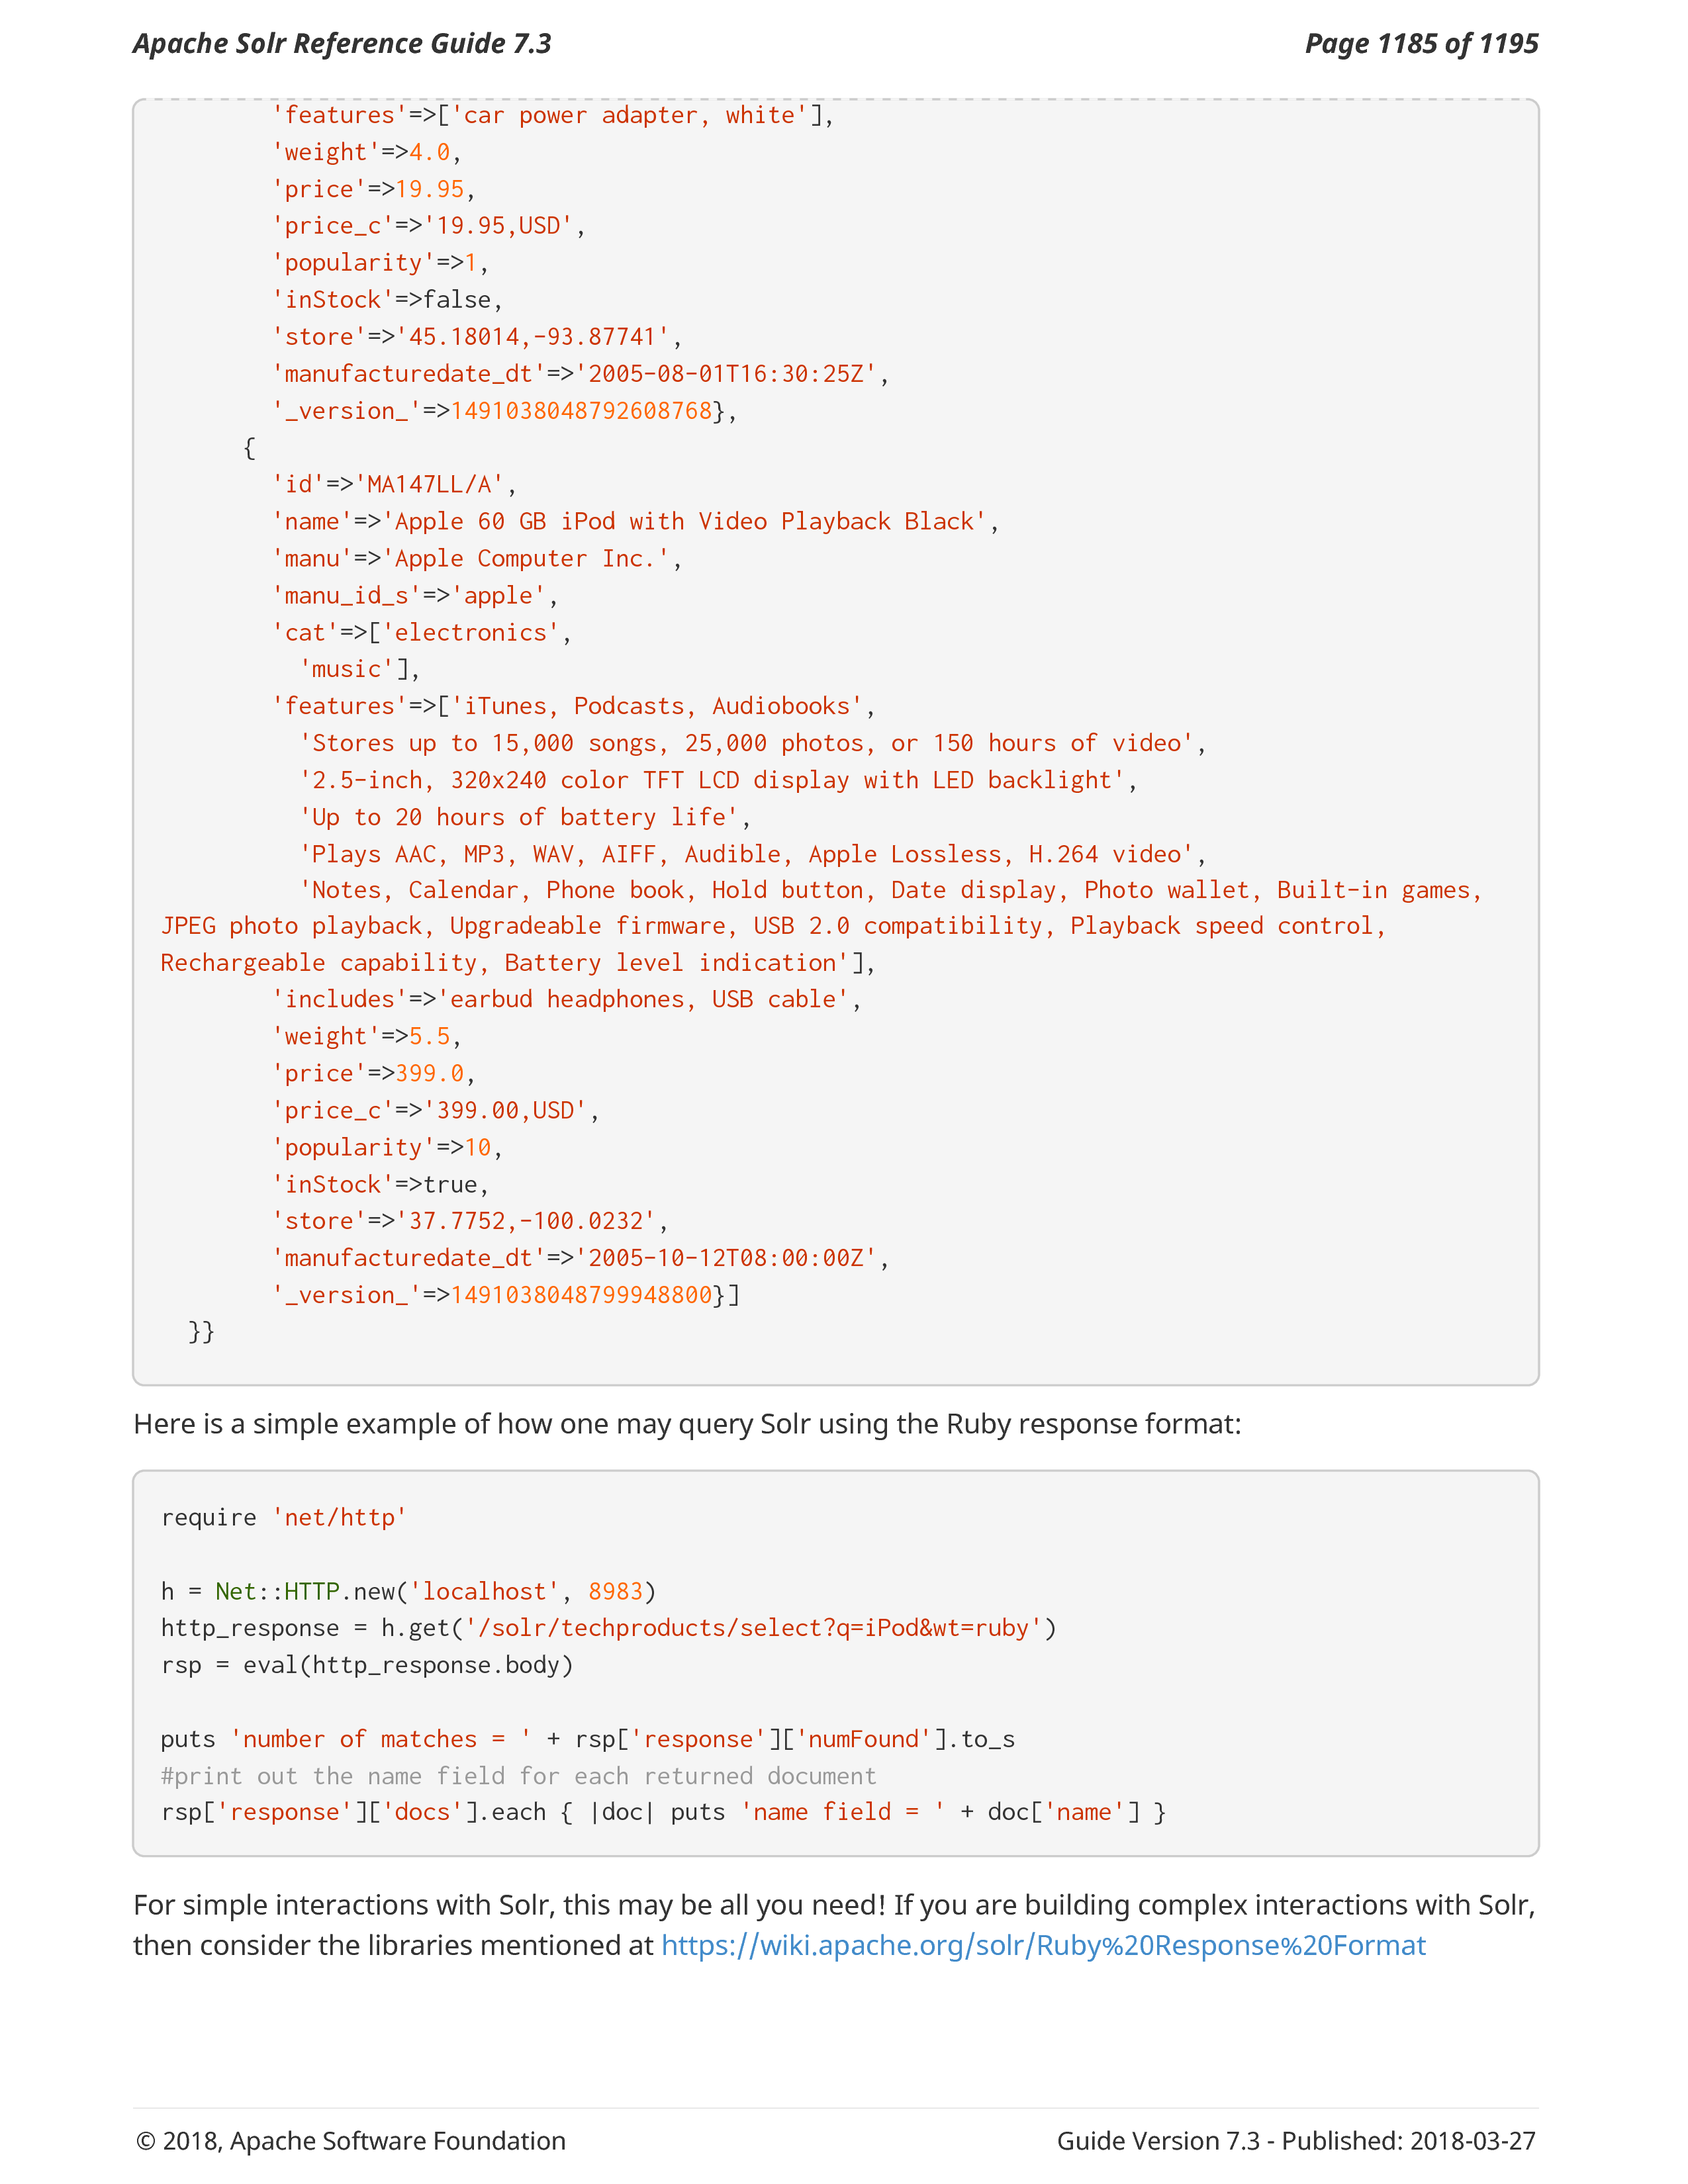 Apache Solr Reference Guide 7.3
Page 1185 of 1195
'features'=>['car power adapter, white'],
'weight'=>4.0,
'price'=>19.95,
'price_c'=>'19.95,USD',
'popularity'=>1,
'inStock'=>false,
'store'=>'45.18014,-93.87741',
'manufacturedate_dt'=>'2005-08-01T16:30:25Z',
'_version_'=>1491038048792608768},
{
'id'=>'MA147LL/A',
'name'=>'Apple 60 GB iPod with Video Playback Black',
'manu'=>'Apple Computer Inc.',
'manu_id_s'=>'apple',
'cat'=>['electronics',
'music'],
'features'=>['iTunes, Podcasts, Audiobooks',
'Stores up to 15,000 songs, 25,000 photos, or 150 hours of video',
'2.5-inch, 320x240 color TFT LCD display with LED backlight',
'Up to 20 hours of battery life',
'Plays AAC, MP3, WAV, AIFF, Audible, Apple Lossless, H.264 video',
'Notes, Calendar, Phone book, Hold button, Date display, Photo wallet, Built-in games,
JPEG photo playback, Upgradeable firmware, USB 2.0 compatibility, Playback speed control,
Rechargeable capability, Battery level indication'],
'includes'=>'earbud headphones, USB cable',
'weight'=>5.5,
'price'=>399.0,
'price_c'=>'399.00,USD',
'popularity'=>10,
'inStock'=>true,
'store'=>'37.7752,-100.0232',
'manufacturedate_dt'=>'2005-10-12T08:00:00Z',
'_version_'=>1491038048799948800}]
}}
Here is a simple example of how one may query Solr using the Ruby response format:
require 'net/http'
h = Net::HTTP.new('localhost', 8983)
http_response = h.get('/solr/techproducts/select?q=iPod&wt=ruby')
rsp = eval(http_response.body)
puts 'number of matches = ' + rsp['response']['numFound'].to_s
#print out the name field for each returned document
rsp['response']['docs'].each { |doc| puts 'name field = ' + doc['name'] }
For simple interactions with Solr, this may be all you need! If you are building complex interactions with Solr,
then consider the libraries mentioned at https://wiki.apache.org/solr/Ruby%20Response%20Format
© 2018, Apache Software Foundation
Guide Version 7.3 - Published: 2018-03-27